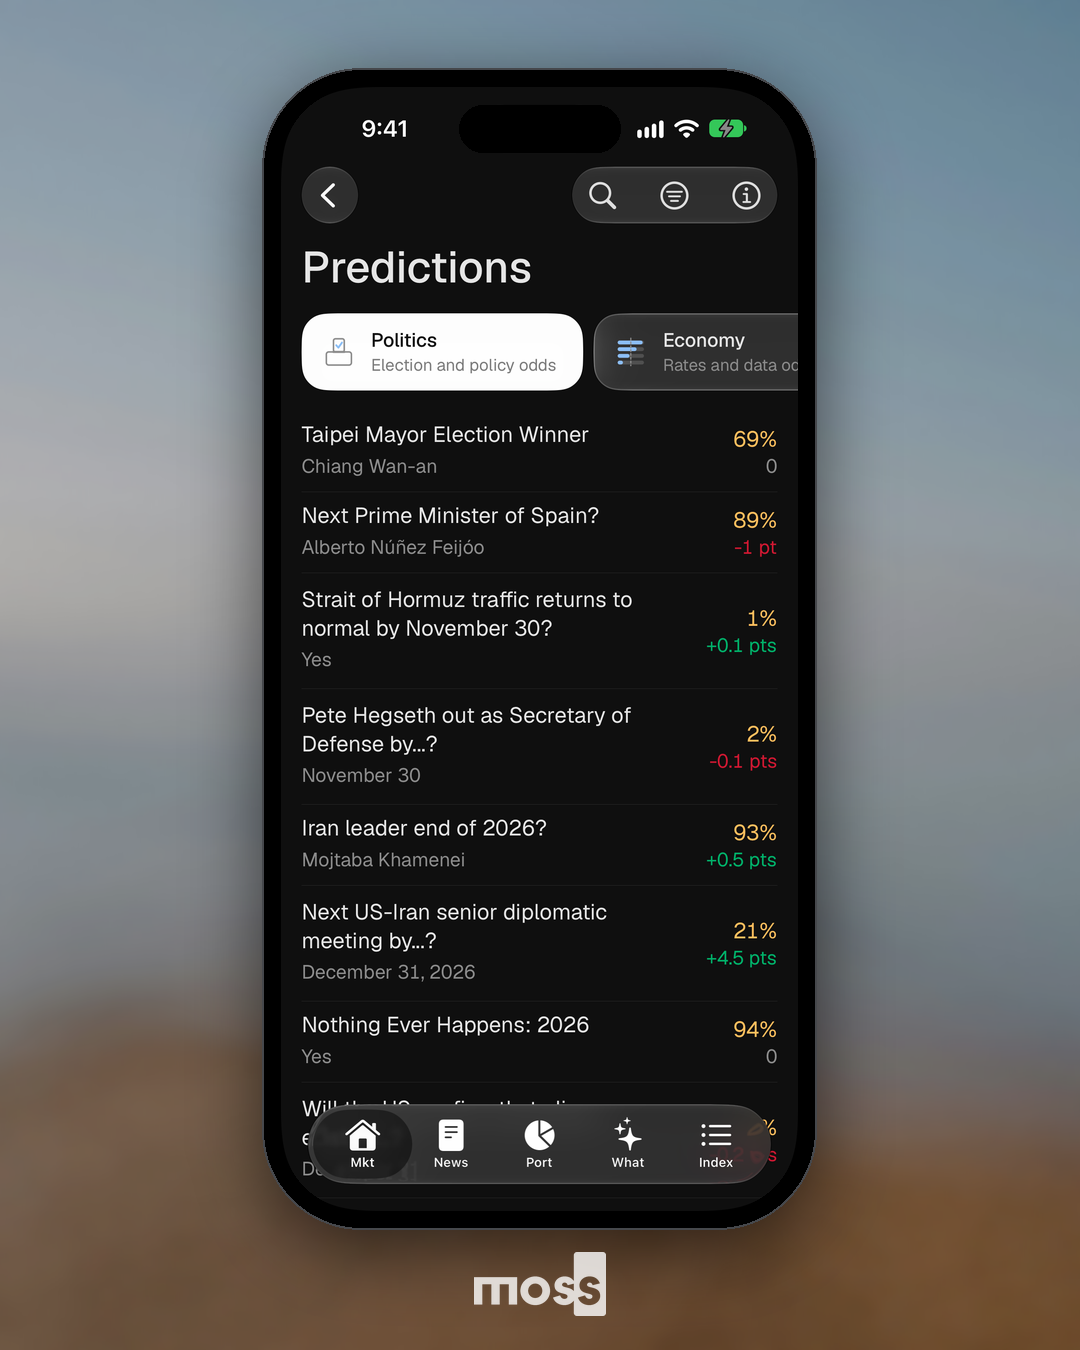 9:41
Predictions
Politics
Election and policy odds
Economy
Rates and data
Taipei Mayor Election Winner
69%
Chiang Wan-an
0
Next Prime Minister of Spain?
89%
Alberto Núñez Feijóo
-1 pt
Strait of Hormuz traffic returns to
normal by November 30?
1%
+0.1 pts
Yes
Pete Hegseth out as Secretary of
Defense by...?
2%
-0.1 pts
November 30
Iran leader end of 2026?
93%
Mojtaba Khamenei
+0.5 pts
Next US-Iran senior diplomatic
meeting by...?
21%
+4.5 pts
December 31, 2026
Nothing Ever Happens: 2026
94%
Yes
0
Will the US
Mkt
News
Port
What
Index
moss